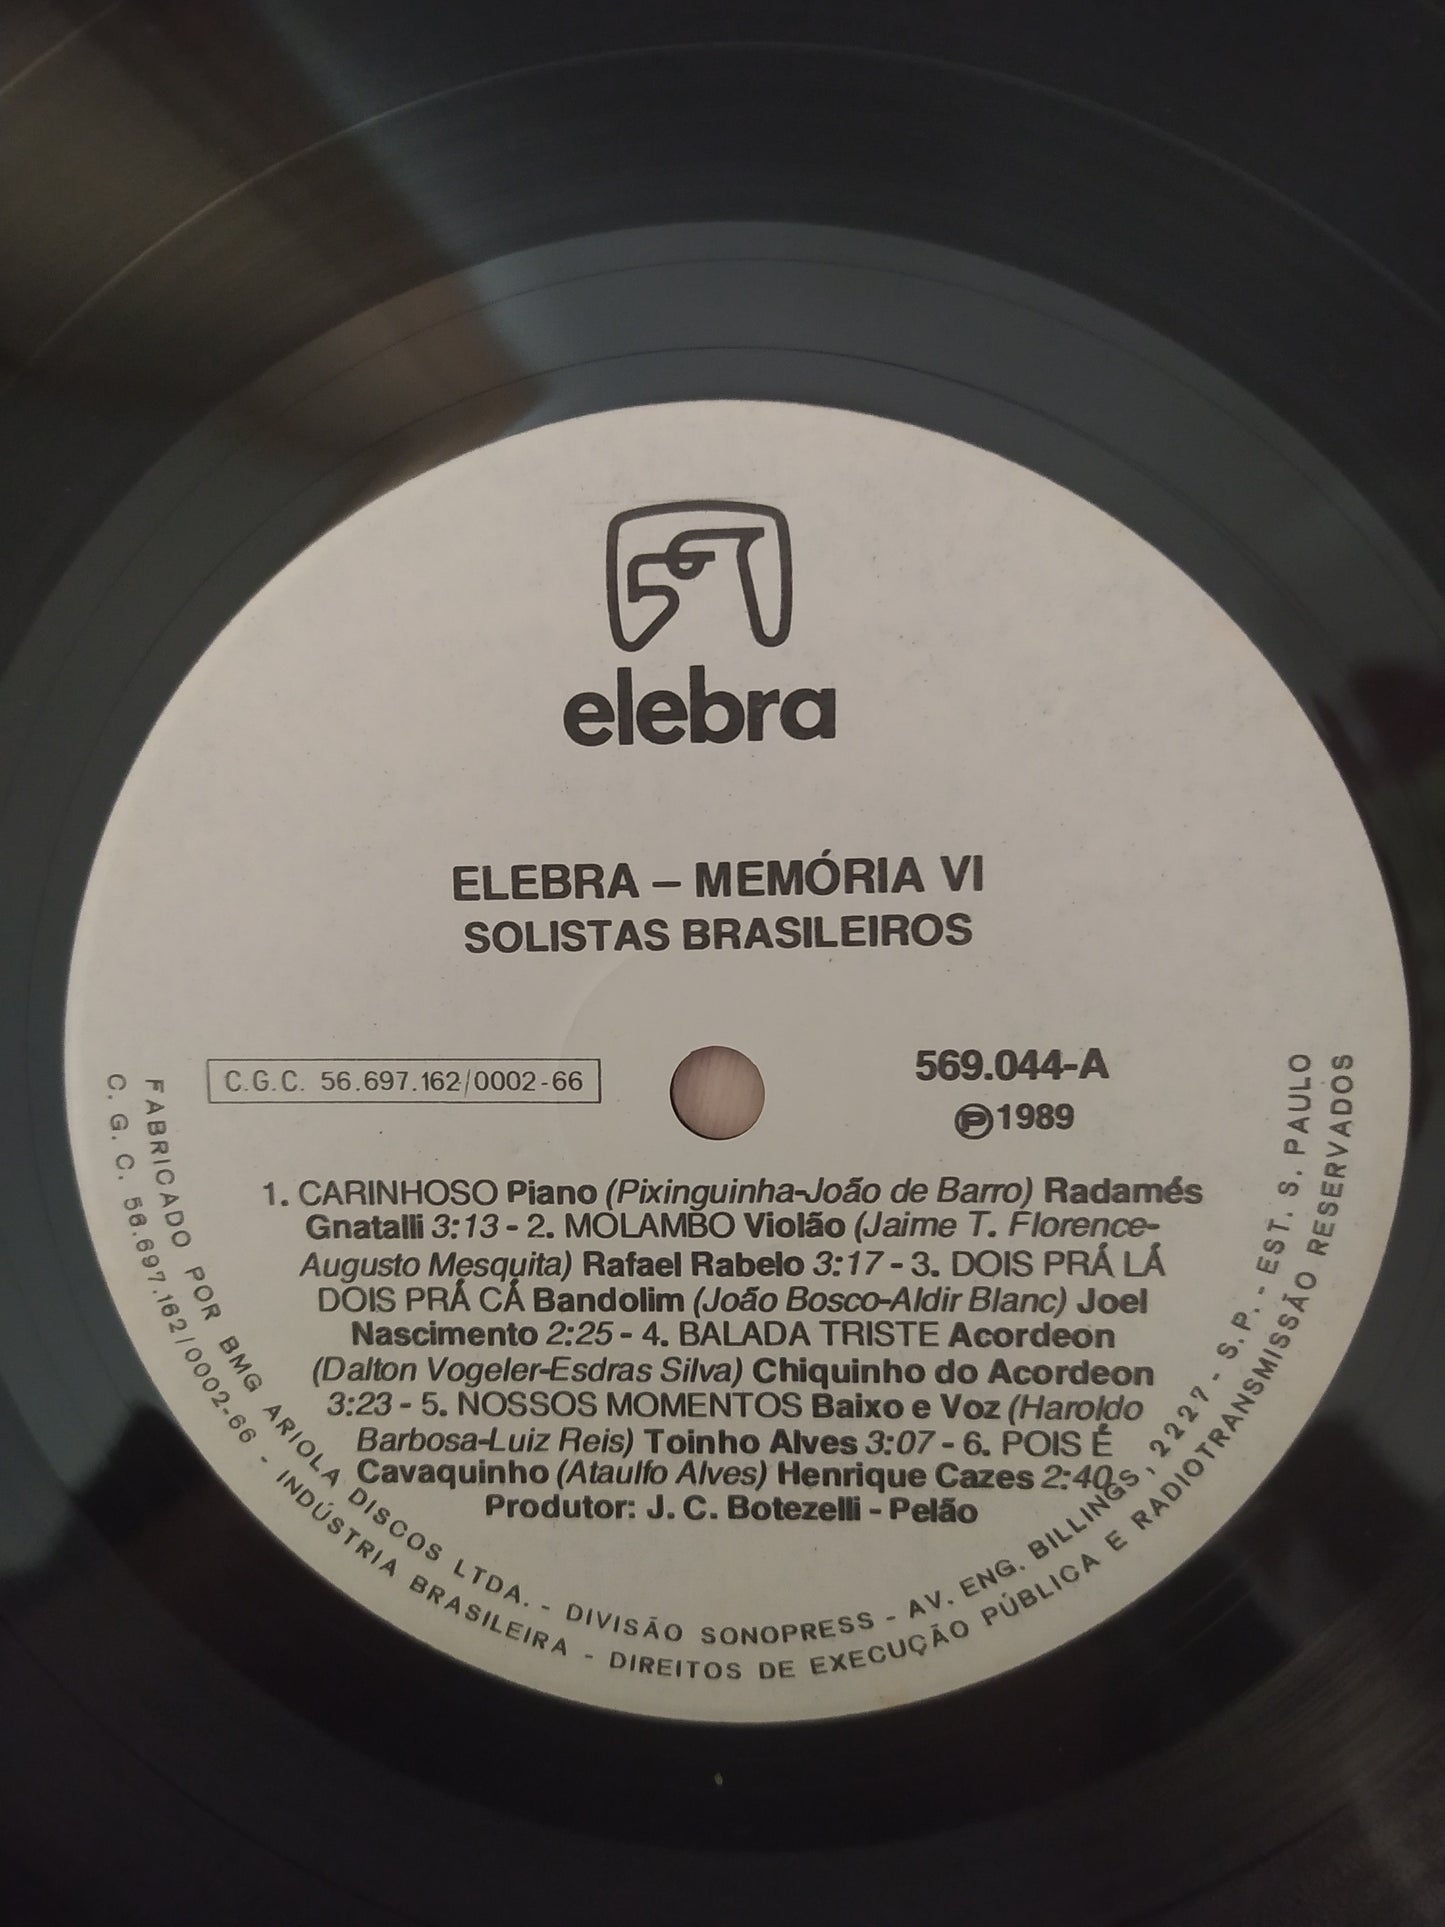 elebra
ELEBRA – MEMÓRIA VI
SOLISTAS BRASILEIROS
C.G.C. 56.697.162/0002-66
569.044-A
Ⓟ1989
1. CARINHOSO Piano (Pixinguinha-João de Barro) Radamés
Gnatalli 3:13 - 2. MOLAMBO Violão (Jaime T. Florence-
Augusto Mesquita) Rafael Rabelo 3:17 - 3. DOIS PRÁ LÁ
DOIS PRÁ CÁ Bandolim (João Bosco-Aldir Blanc) Joel
Nascimento 2:25 - 4. BALADA TRISTE Acordeon
(Dalton Vogeler-Esdras Silva) Chiquinho do Acordeon
3:23 - 5. NOSSOS MOMENTOS Baixo e Voz (Haroldo
Barbosa-Luiz Reis) Toinho Alves 3:07 - 6. POIS É
Cavaquinho (Ataulfo Alves) Henrique Cazes 2:40
Produtor: J. C. Botezelli - Pelão
FABRICADO POR BMG ARIOLA DISCOS LTDA. - DIVISÃO SONOPRESS - AV. ENG. BILLINGS, 2227 - S.P. - EST. S. PAULO
C. G. C. 56.697.162/0002-66 - INDÚSTRIA BRASILEIRA - DIREITOS DE EXECUÇÃO PÚBLICA E RADIOTRANSMISSÃO RESERVADOS